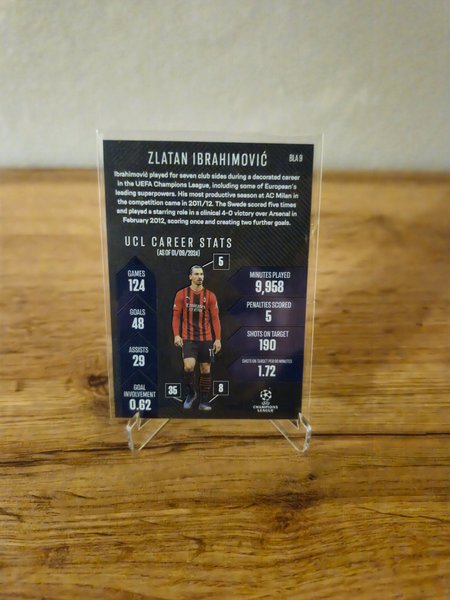 ZLATAN IBRAHIMOVIĆ
BLA 9
Ibrahimović played for seven club sides during a decorated career
in the UEFA Champions League, including some of European's
leading superpowers. His most productive season at AC Milan
in the competition came in 2011/12. The Swede scored five times
and played a starring role in a clinical 4-0 victory over Arsenal in
February 2012, scoring once and creating two further goals.
UCL CAREER STATS
(AS OF 01/09/2024)
5
GAMES
124
GOALS
48
ASSISTS
29
GOAL
INVOLVEMENT
0.62
MINUTES PLAYED
9,958
PENALTIES SCORED
5
SHOTS ON TARGET
190
SHOTS ON TARGET PER 90 MINUTES
1.72
35
8
UEFA
CHAMPIONS
LEAGUE